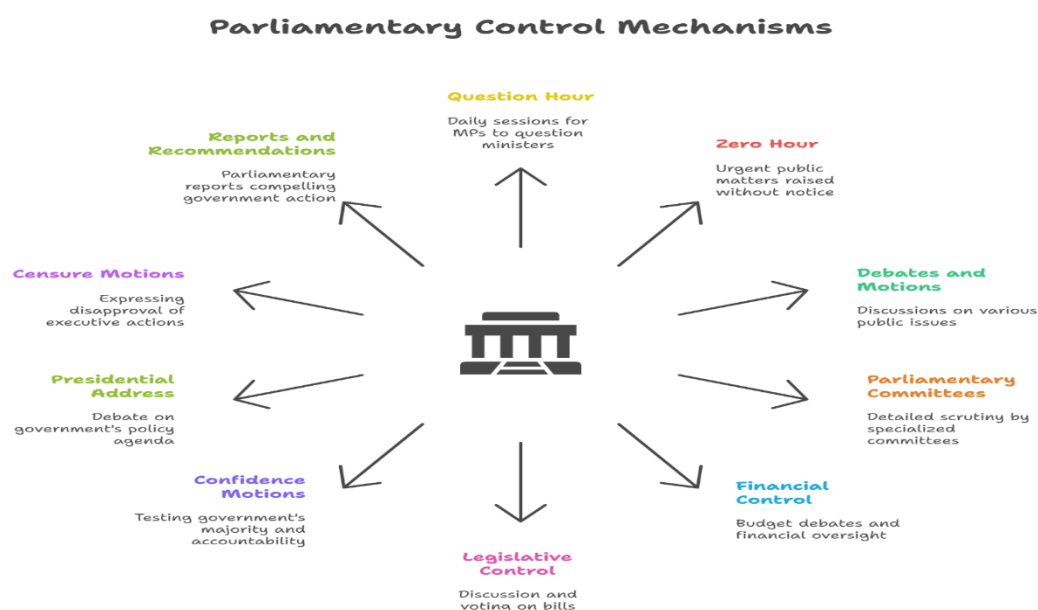 Parliamentary Control Mechanisms
Question Hour
Daily sessions for
MPs to question
ministers
Zero Hour
Urgent public
matters raised
without notice
Debates and
Motions
Discussions on various
public issues
Parliamentary
Committees
Detailed scrutiny by
specialized
committees
Financial
Control
Budget debates and
financial oversight
Legislative
Control
Discussion and
voting on bills
Confidence
Motions
Testing government's
majority and
accountability
Presidential
Address
Debate on
government's policy
agenda
Censure Motions
Expressing
disapproval of
executive actions
Reports and
Recommendations
Parliamentary
reports compelling
government action